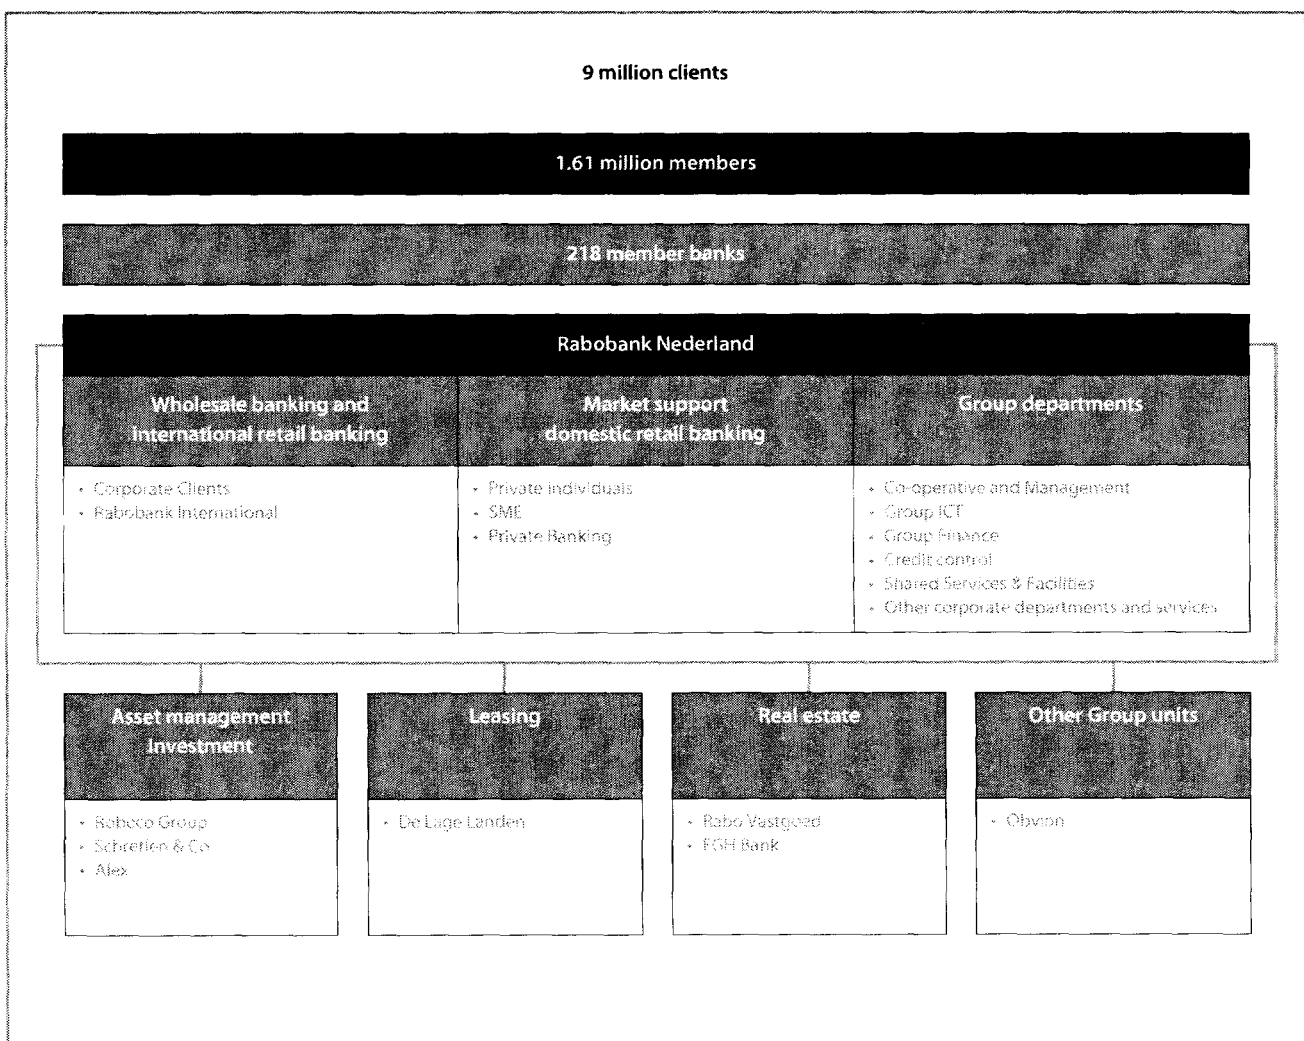 9 million clients
1.61 million members
218 member banks
Rabobank Nederland
Wholesale banking and
international retail banking
Market support
domestic retail banking
Group departments
• Corporate Clients
• Rabobank International
• Private individuals
• SME
• Private Banking
• Co-operative and Management
• Group ICT
• Group Finance
• Credit control
• Shared Services & Facilities
• Other corporate departments and services
Asset management
Investment
Leasing
Real estate
Other Group units
• Robeco Group
• Schretlen & Co
• Alex
• De Lage Landen
• Rabo Vastgoed
• FGH Bank
• Obvion